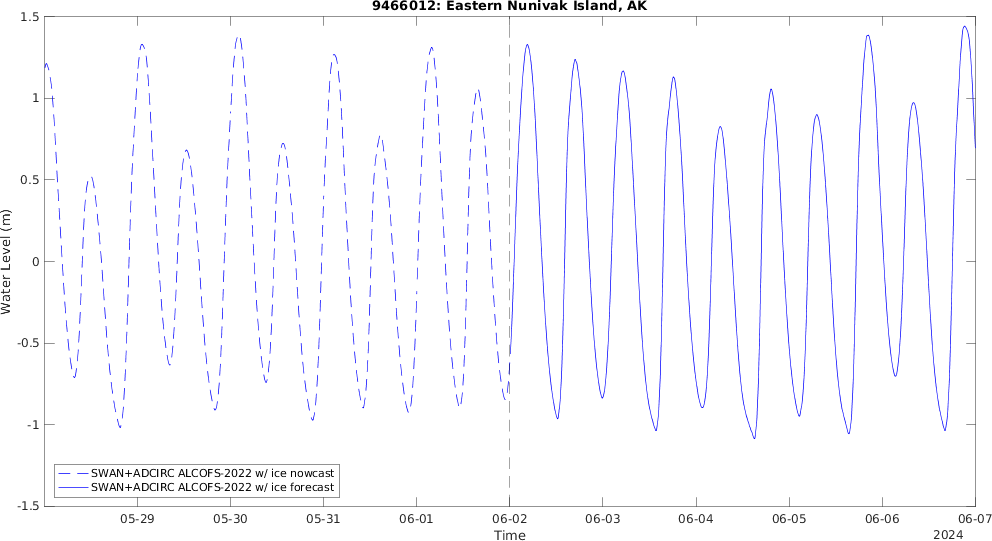 9466012: Eastern Nunivak Island, AK
1.5
1
0.5
0
-0.5
-1
-1.5
Water Level (m)
SWAN+ADCIRC ALCOFS-2022 w/ ice nowcast
SWAN+ADCIRC ALCOFS-2022 w/ ice forecast
05-29 05-30 05-31 06-01 06-02 06-03 06-04 06-05 06-06 06-07
Time
2024